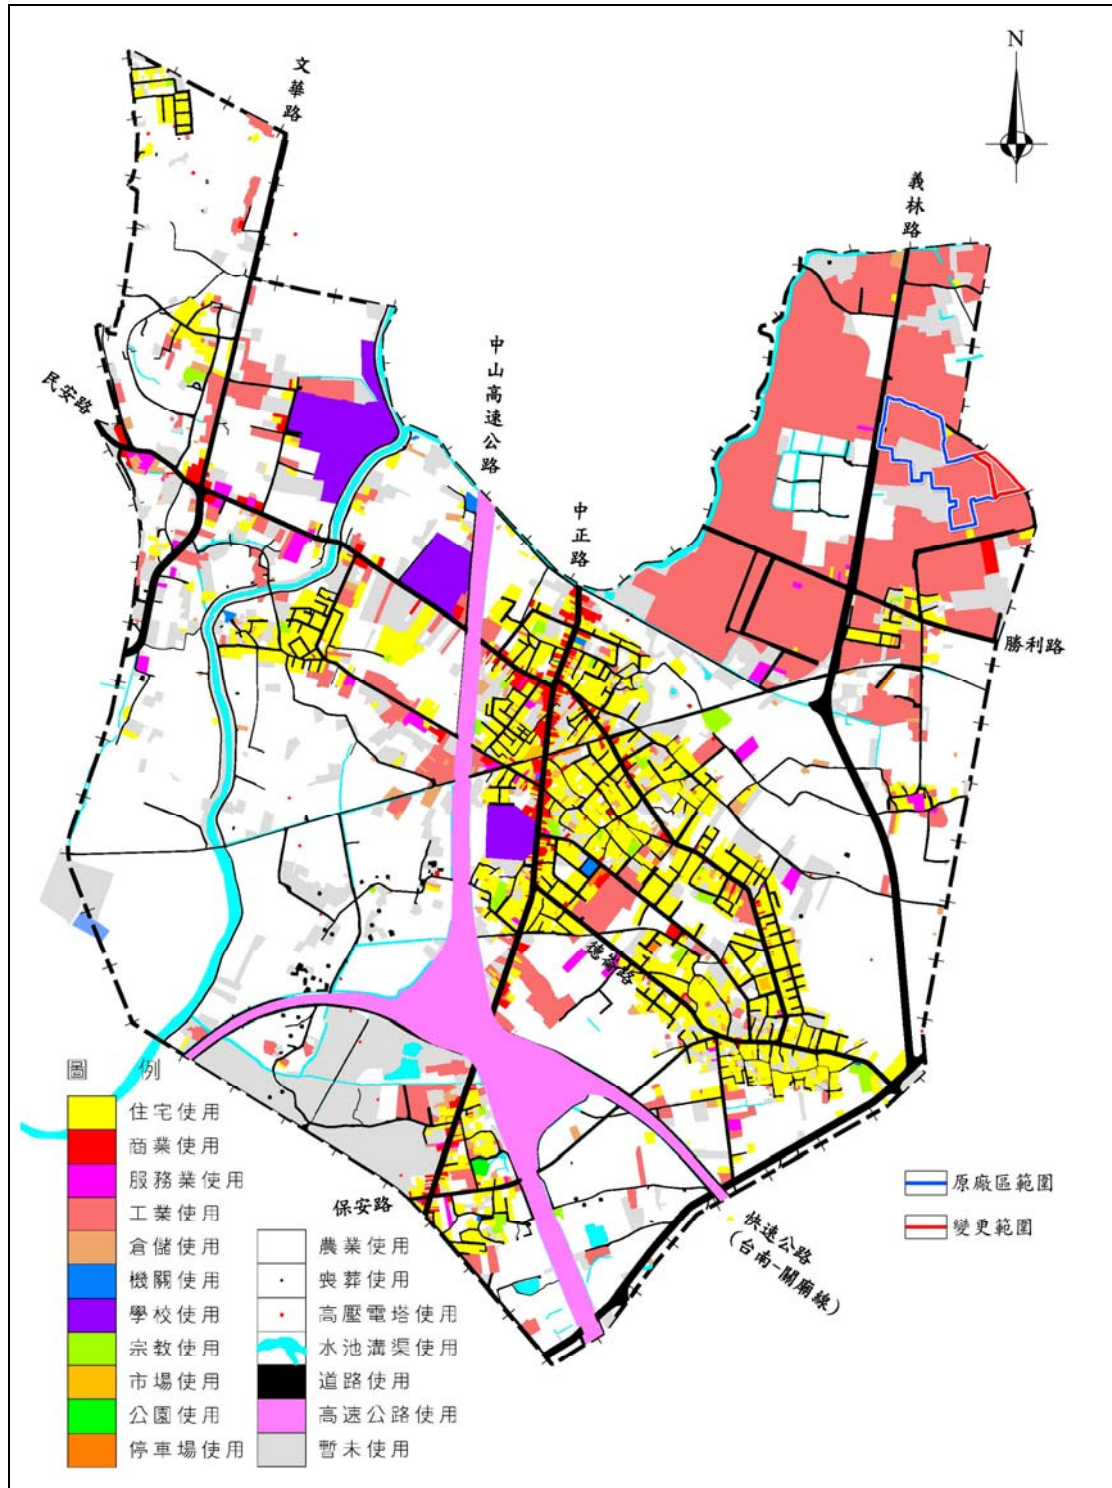 N
文華路
義林路
中山高速公路
民安路
中正路
勝利路
德崙路
保安路
快速公路
(台南-關廟線)
圖例
住宅使用
商業使用
服務業使用
工業使用
倉儲使用
機關使用
學校使用
宗教使用
市場使用
公園使用
停車場使用
農業使用
喪葬使用
高壓電塔使用
水池溝渠使用
道路使用
高速公路使用
暫未使用
原廠區範圍
變更範圍